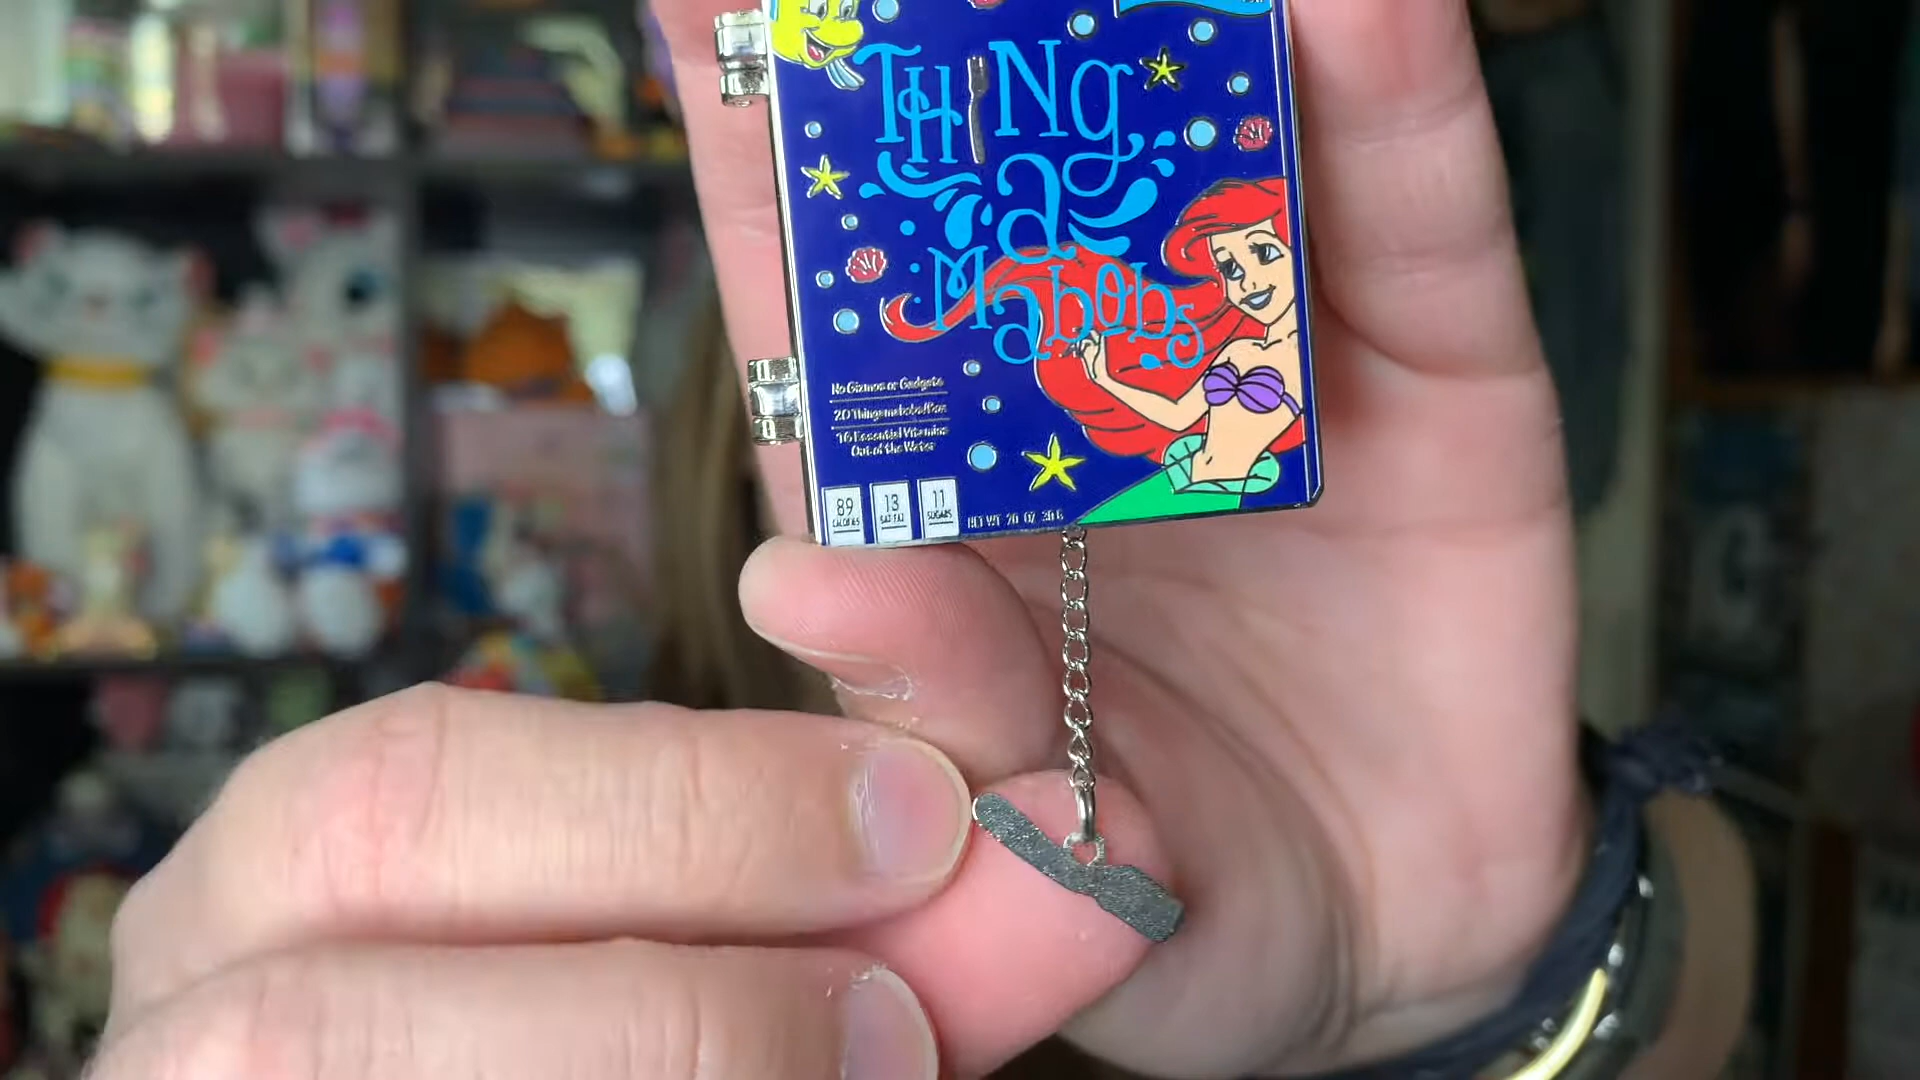 THiNg
a
Mabobs
No Gizmos or Gadgets
20 Thingamabobs/Box
16 Essential Vitamins
Out of the Water
89 13 11
CALORIES SAT FAT SUGARS
NET WT 20 OZ